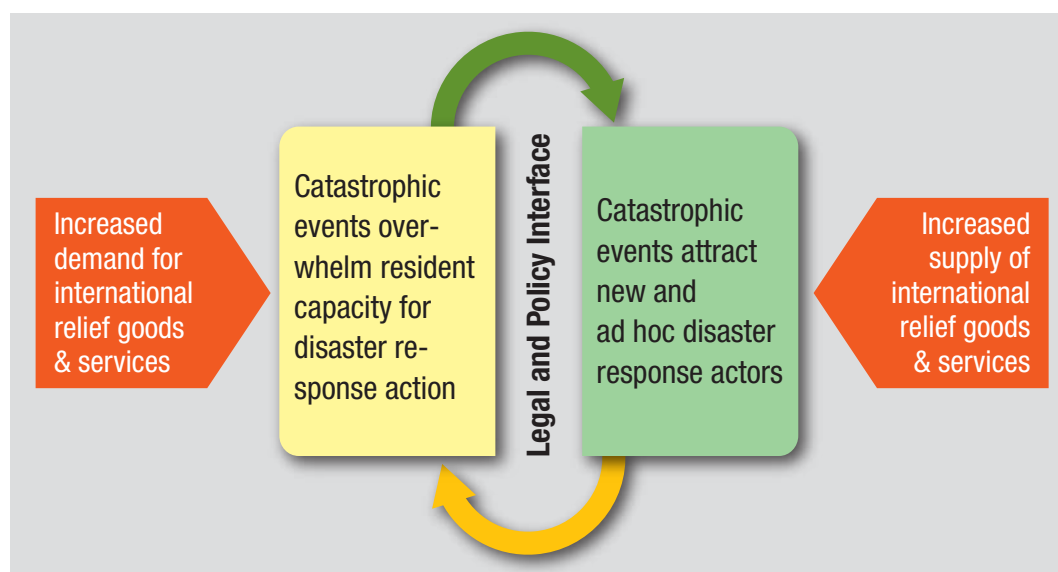 Increased
demand for
international
relief goods
& services
Catastrophic
events over-
whelm resident
capacity for
disaster re-
sponse action
Legal and Policy Interface
Catastrophic
events attract
new and
ad hoc disaster
response actors
Increased
supply of
international
relief goods
& services